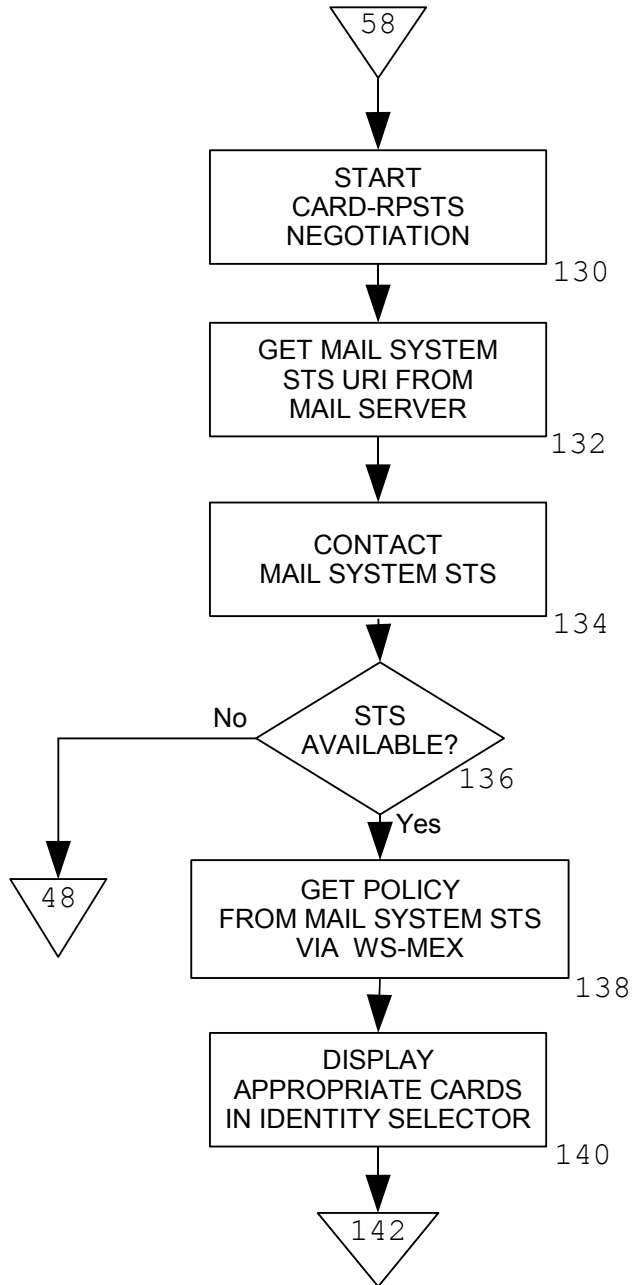 58
START
CARD-RPSTS
NEGOTIATION
130
GET MAIL SYSTEM
STS URI FROM
MAIL SERVER
132
CONTACT
MAIL SYSTEM STS
134
No
STS
AVAILABLE?
136
Yes
48
GET POLICY
FROM MAIL SYSTEM STS
VIA WS-MEX
138
DISPLAY
APPROPRIATE CARDS
IN IDENTITY SELECTOR
140
142